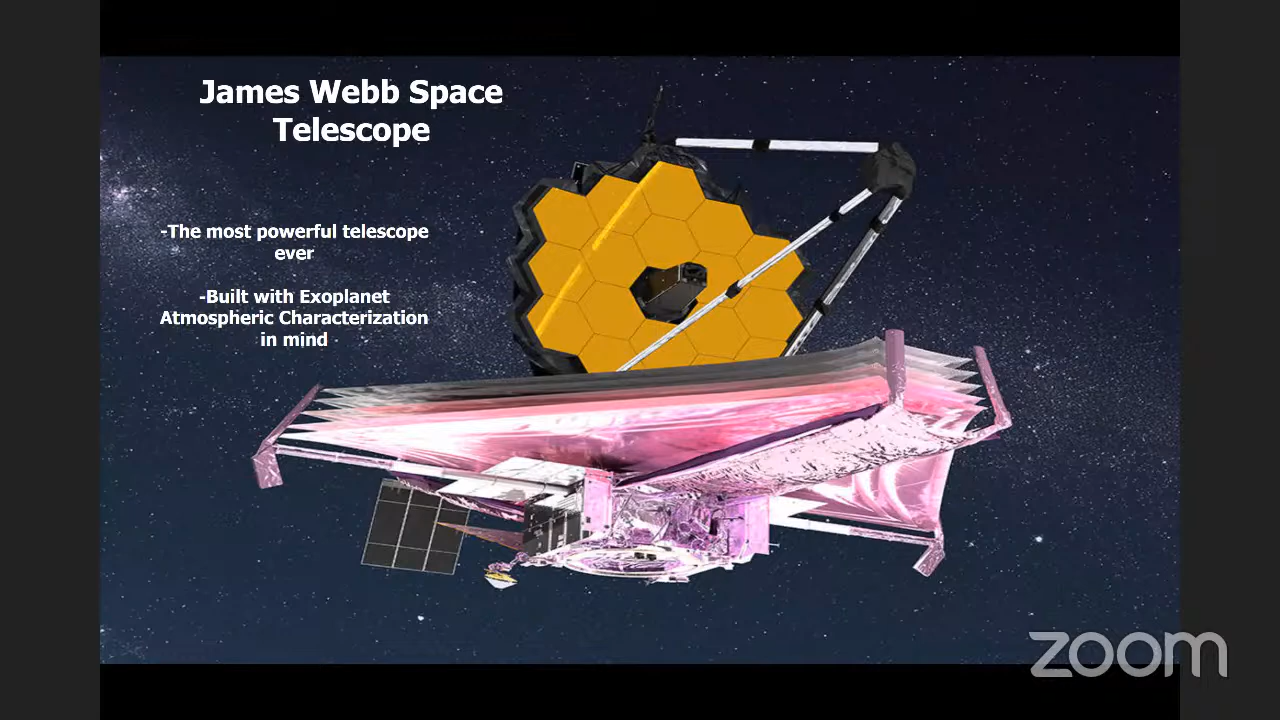 James Webb Space
Telescope
-The most powerful telescope
ever
-Built with Exoplanet
Atmospheric Characterization
in mind
zoom